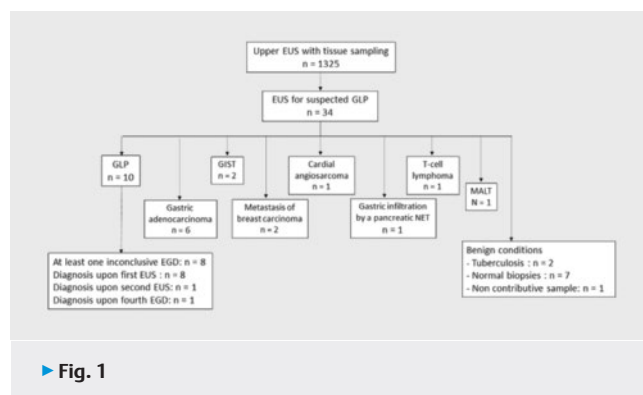 Upper EUS with tissue sampling
n = 1325
EUS for suspected GLP
n = 34
GLP
n = 10
Gastric
adenocarcinoma
n = 6
GIST
n = 2
Metastasis of
breast carcinoma
n = 2
Cardial
angiosarcoma
n = 1
Gastric infiltration
by a pancreatic NET
n = 1
T-cell
lymphoma
n = 1
MALT
N = 1
At least one inconclusive EGD: n = 8
Diagnosis upon first EUS : n = 8
Diagnosis upon second EUS: n = 1
Diagnosis upon fourth EGD: n = 1
Benign conditions
- Tuberculosis : n = 2
- Normal biopsies : n = 7
- Non contributive sample: n = 1
▶ Fig. 1